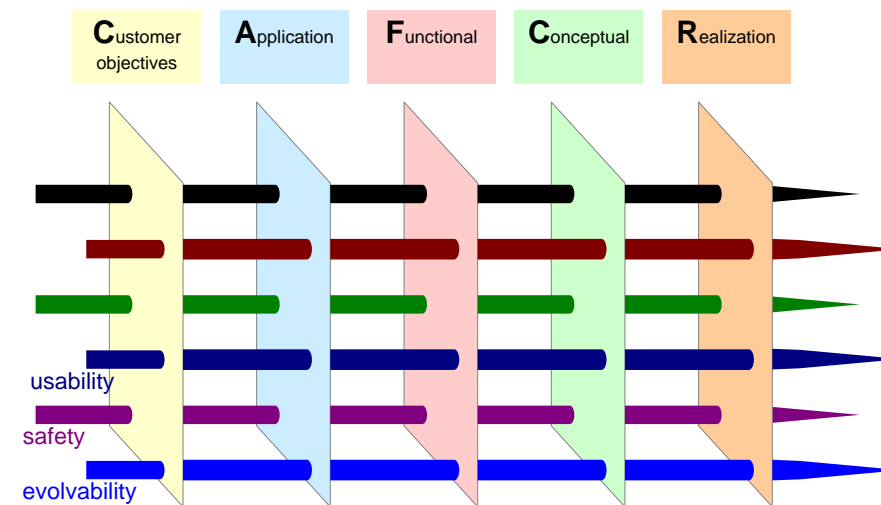 Customer
objectives
Application
Functional
Conceptual
Realization
usability
safety
evolvability